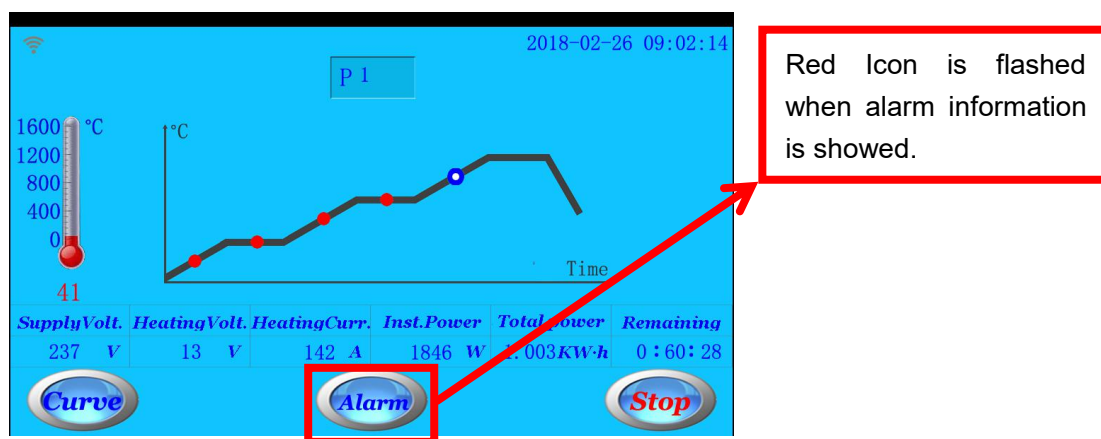 2018-02-26 09:02:14
P 1
1600 °C
1200
800
400
0
41
°C
Time
SupplyVolt. HeatingVolt. HeatingCurr. Inst.Power Total power Remaining
237 V 13 V 142 A 1846 W 1.003KW·h 0:60:28
Curve Alarm Stop
Red Icon is flashed
when alarm information
is showed.